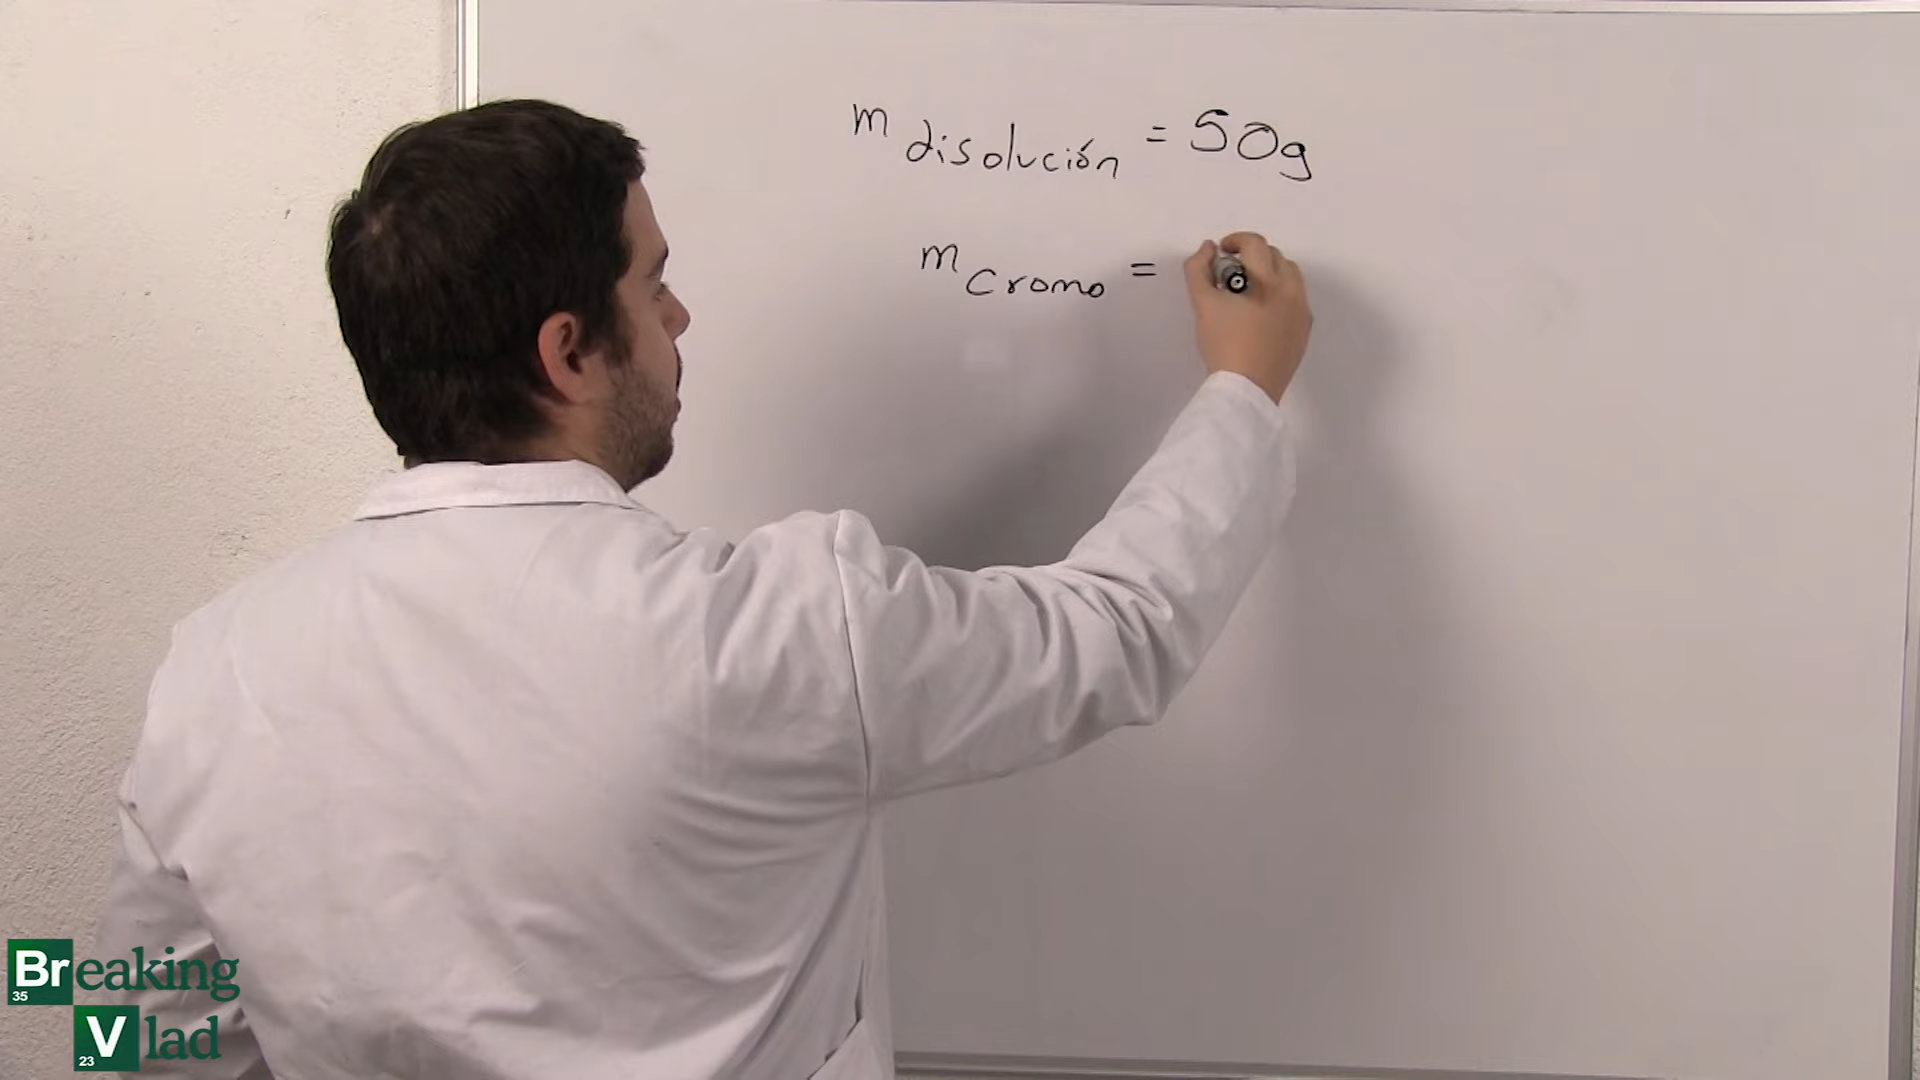 m disolución = 50g
m Cromo =
Breaking
35
Vlad
23